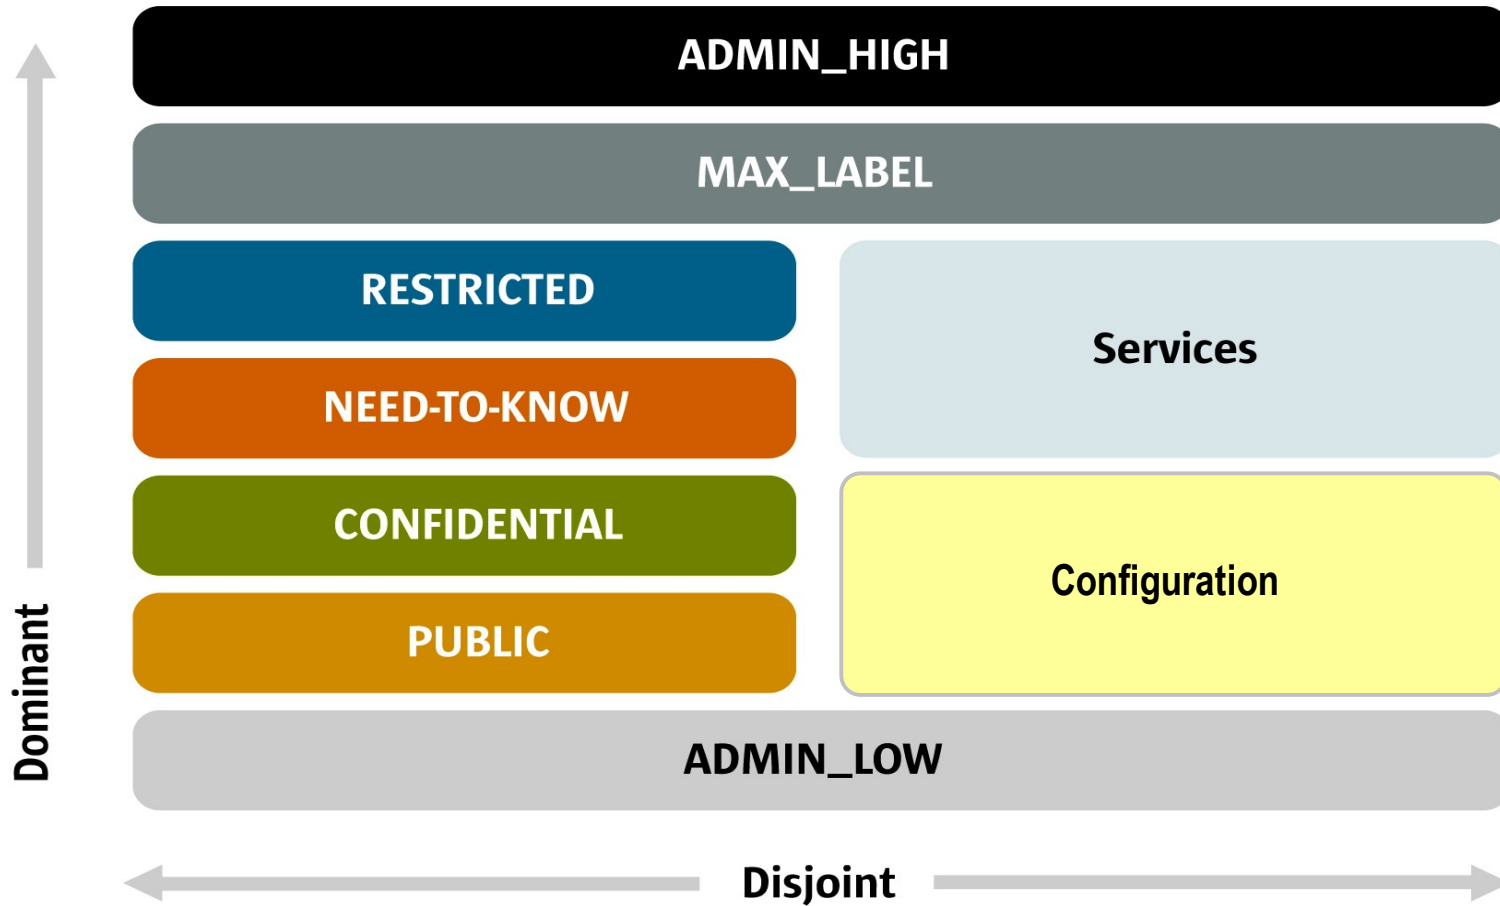 ADMIN_HIGH
MAX_LABEL
RESTRICTED
Services
NEED-TO-KNOW
CONFIDENTIAL
Configuration
PUBLIC
ADMIN_LOW
Dominant
Disjoint